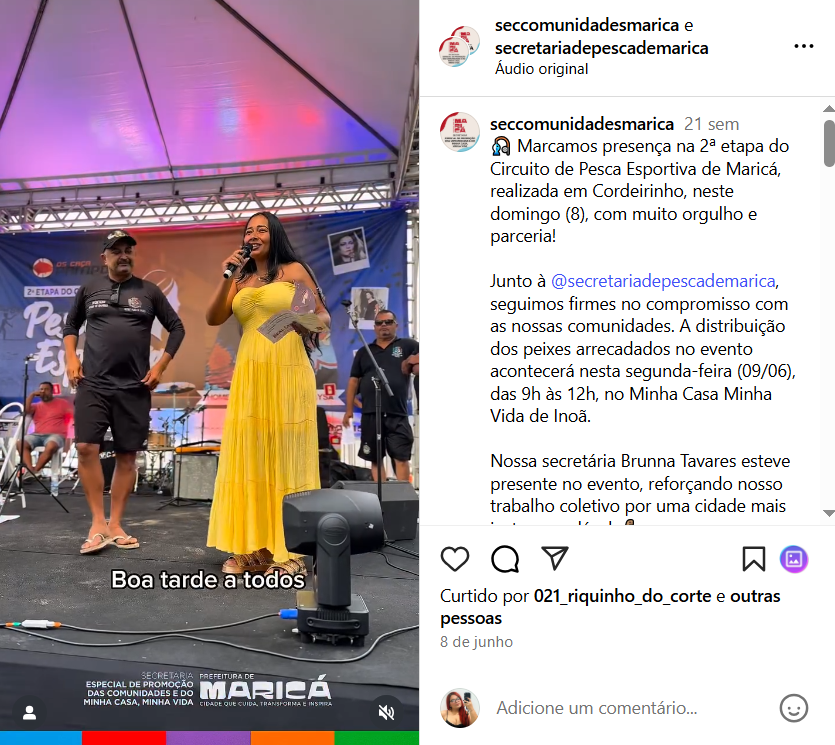 seccomunidadesmarica e
secretariadepescademarica
Áudio original
seccomunidadesmarica 21 sem
Marcamos presença na 2ª etapa do
Circuito de Pesca Esportiva de Maricá,
realizada em Cordeirinho, neste
domingo (8), com muito orgulho e
parceria!
Junto à @secretariadepescademarica,
seguimos firmes no compromisso com
as nossas comunidades. A distribuição
dos peixes arrecadados no evento
acontecerá nesta segunda-feira (09/06),
das 9h às 12h, no Minha Casa Minha
Vida de Inoã.
Nossa secretária Brunna Tavares esteve
presente no evento, reforçando nosso
trabalho coletivo por uma cidade mais
Curtido por 021_riquinho_do_corte e outras
pessoas
8 de junho
Adicione um comentário...
OS CAÇA
2ª ETAPA DO
Boa tarde a todos
SECRETARIA
ESPECIAL DE PROMOÇÃO
DAS COMUNIDADES E DO
MINHA CASA, MINHA VIDA
PREFEITURA DE
MARICÁ
CIDADE QUE CUIDA, TRANSFORMA E INSPIRA